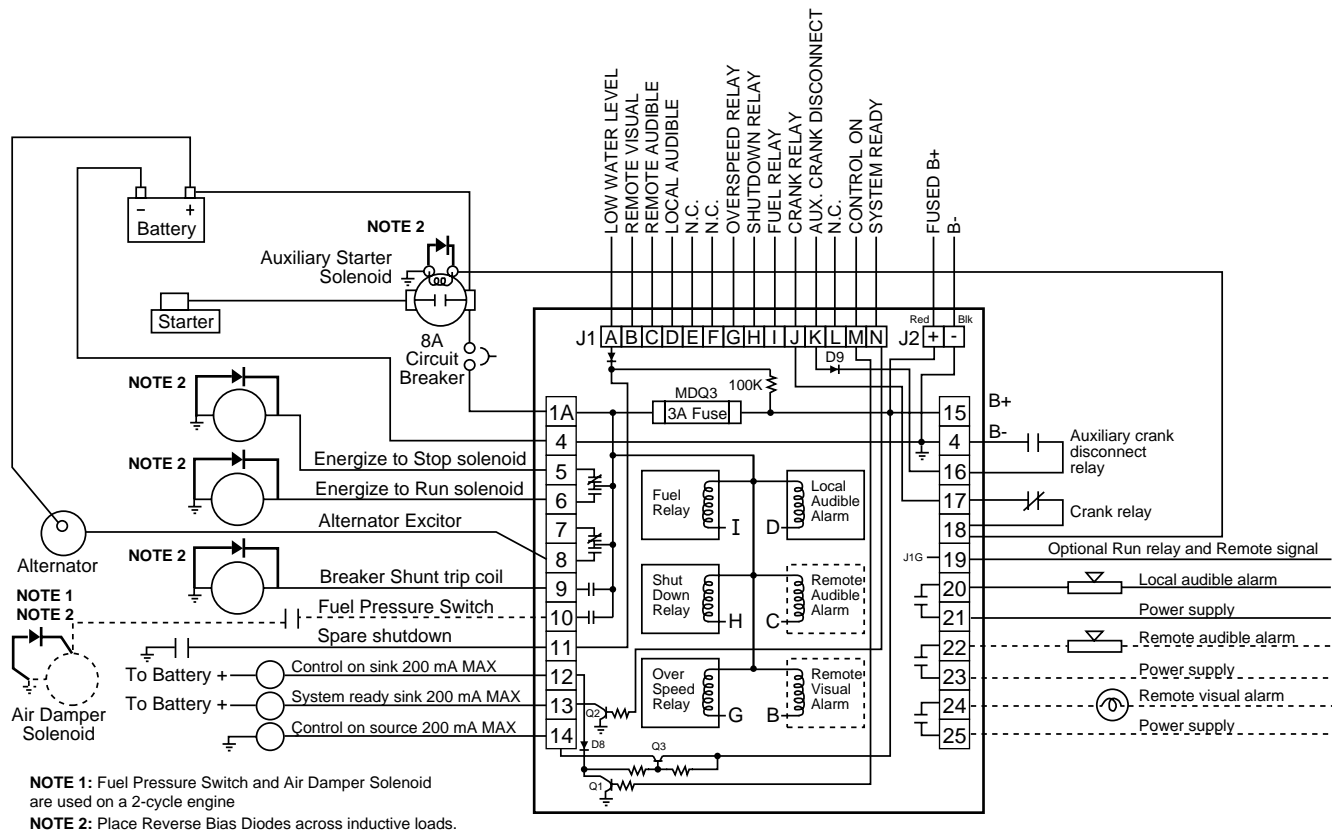 LOW WATER LEVEL
REMOTE VISUAL
REMOTE AUDIBLE
LOCAL AUDIBLE
N.C.
N.C.
OVERSPEED RELAY
SHUTDOWN RELAY
FUEL RELAY
CRANK RELAY
AUX. CRANK DISCONNECT
N.C.
CONTROL ON
SYSTEM READY
FUSED B+
B-
- +
Battery
NOTE 2
Auxiliary Starter
Solenoid
Starter
8A
Circuit
Breaker
J1 A B C D E F G H I J K L M N
J2 + -
Red
Blk
D9
100K
MDQ3
3A Fuse
NOTE 2
NOTE 2
Energize to Stop solenoid
Energize to Run solenoid
Alternator Excitor
Alternator
NOTE 2
Breaker Shunt trip coil
NOTE 1
NOTE 2
Fuel Pressure Switch
Spare shutdown
Air Damper
Solenoid
To Battery +
Control on sink 200 mA MAX
To Battery +
System ready sink 200 mA MAX
Control on source 200 mA MAX
1A
4
5
6
7
8
9
10
11
12
13
14
Fuel
Relay
I
D
Local
Audible
Alarm
Shut
Down
Relay
H
C
Remote
Audible
Alarm
Over
Speed
Relay
G
B
Remote
Visual
Alarm
Q2
D8
Q3
Q1
15
4
16
17
18
19
20
21
22
23
24
25
B+
B-
Auxiliary crank
disconnect
relay
Crank relay
J1G
Optional Run relay and Remote signal
Local audible alarm
Power supply
Remote audible alarm
Power supply
Remote visual alarm
Power supply
NOTE 1: Fuel Pressure Switch and Air Damper Solenoid
are used on a 2-cycle engine
NOTE 2: Place Reverse Bias Diodes across inductive loads.